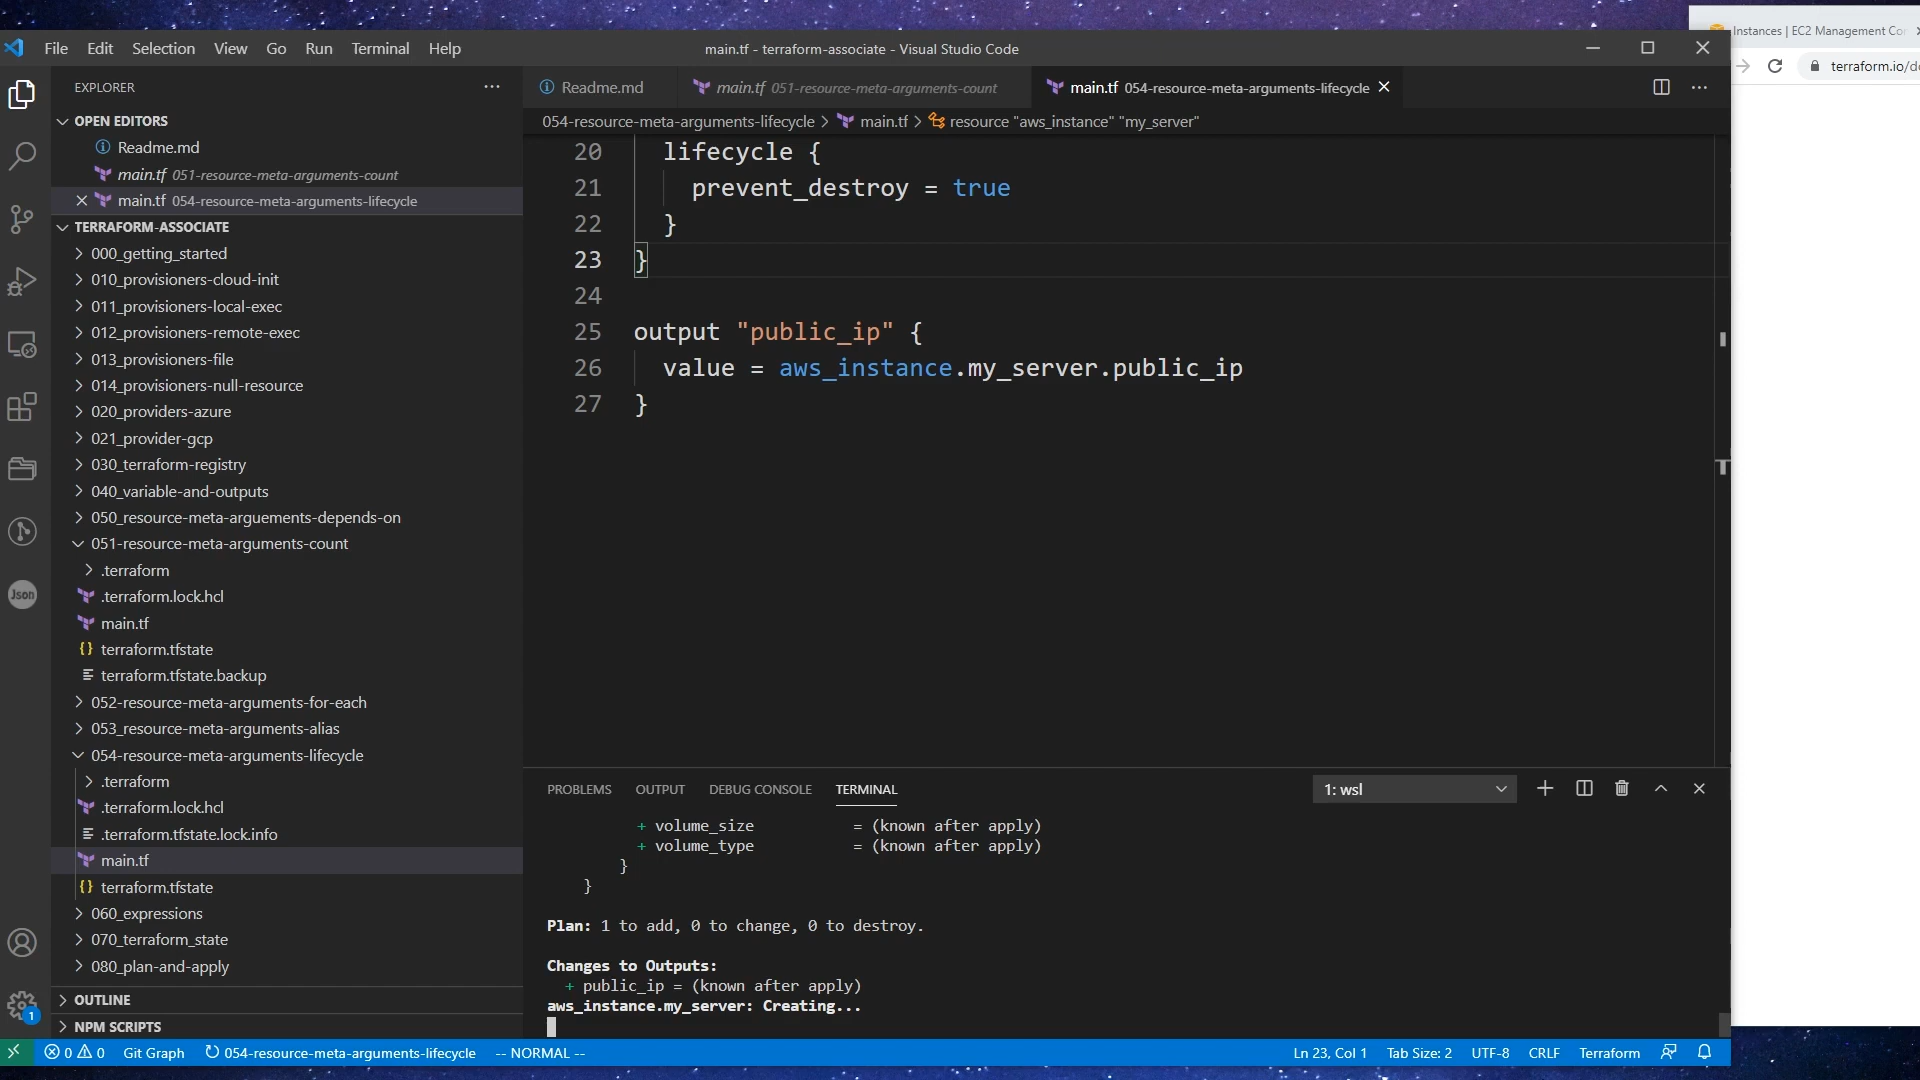 File Edit Selection View Go Run Terminal Help
main.tf - terraform-associate - Visual Studio Code
Instances | EC2 Management Co
terraform.io/d
EXPLORER
OPEN EDITORS
Readme.md
main.tf 051-resource-meta-arguments-count
main.tf 054-resource-meta-arguments-lifecycle
TERRAFORM-ASSOCIATE
000_getting_started
010_provisioners-cloud-init
011_provisioners-local-exec
012_provisioners-remote-exec
013_provisioners-file
014_provisioners-null-resource
020_providers-azure
021_provider-gcp
030_terraform-registry
040_variable-and-outputs
050_resource-meta-arguements-depends-on
051-resource-meta-arguments-count
.terraform
.terraform.lock.hcl
main.tf
terraform.tfstate
terraform.tfstate.backup
052-resource-meta-arguments-for-each
053_resource-meta-arguments-alias
054-resource-meta-arguments-lifecycle
.terraform
.terraform.lock.hcl
.terraform.tfstate.lock.info
main.tf
terraform.tfstate
060_expressions
070_terraform_state
080_plan-and-apply
OUTLINE
NPM SCRIPTS
Json
1
Readme.md
main.tf 051-resource-meta-arguments-count
main.tf 054-resource-meta-arguments-lifecycle
054-resource-meta-arguments-lifecycle > main.tf > resource "aws_instance" "my_server"
20 lifecycle {
21 prevent_destroy = true
22 }
23 }
24
25 output "public_ip" {
26 value = aws_instance.my_server.public_ip
27 }
PROBLEMS OUTPUT DEBUG CONSOLE TERMINAL
1: wsl
+ volume_size = (known after apply)
+ volume_type = (known after apply)
}
}
Plan: 1 to add, 0 to change, 0 to destroy.
Changes to Outputs:
+ public_ip = (known after apply)
aws_instance.my_server: Creating...
0 0 Git Graph 054-resource-meta-arguments-lifecycle -- NORMAL --
Ln 23, Col 1 Tab Size: 2 UTF-8 CRLF Terraform